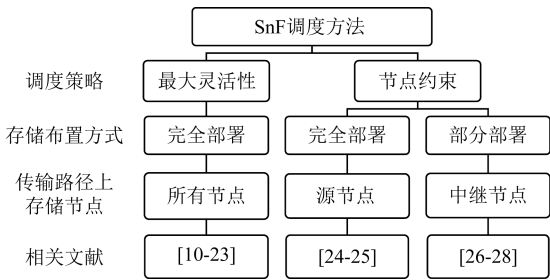 SnF调度方法
调度策略 最大灵活性 节点约束
存储布置方式 完全部署 完全部署 部分部署
传输路径上
存储节点 所有节点 源节点 中继节点
相关文献 [10-23] [24-25] [26-28]